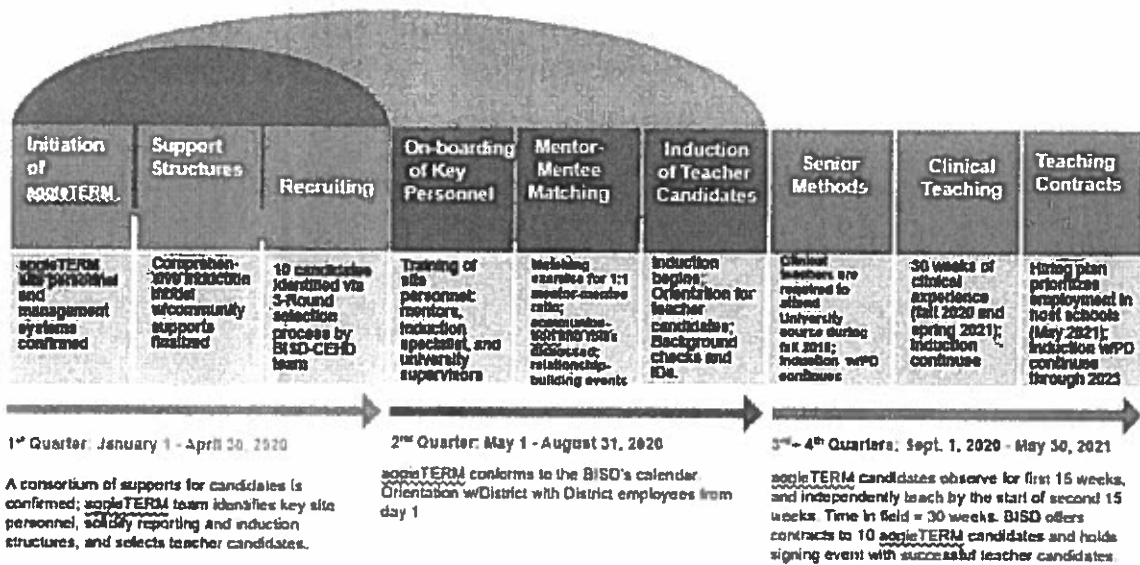 Initiation
of
aggieTERM
Support
Structures
Recruiting
On-boarding
of Key
Personnel
Mentor-
Mentee
Matching
Induction
of Teacher
Candidates
Senior
Methods
Clinical
Teaching
Teaching
Contracts
aggieTERM
site personnel
and
management
systems
confirmed
Comprehen-
sive induction
model
w/community
supports
finalized
10 candidates
identified via
3-Round
selection
process by
BISD-CEHD
team
Training of
site
personnel:
mentors,
induction
specialist, and
university
supervisors
Matching
exercise for 1:1
mentor-mentee
ratio;
discussed;
relationship-
building events
Induction
begins;
Orientation for
teacher
candidates;
Background
checks and
IDs.
Clinical
teachers are
required to
attend
University
course during
fall
induction w/PD
continues
30 weeks of
clinical
experience
(fall 2020 and
spring 2021);
Induction
continues
Hiring plan
prioritizes
employment in
host schools
(May 2021);
Induction w/PD
continues
through 2023
1st Quarter: January 1 - April 30, 2020
A consortium of supports for candidates is
confirmed; aggieTERM team identifies key site
personnel, solidify reporting and induction
structures, and selects teacher candidates.
2nd Quarter: May 1 - August 31, 2020
aggieTERM conforms to the BISD's calendar.
Orientation w/District with District employees from
day 1
3rd - 4th Quarters: Sept. 1, 2020 - May 30, 2021
aggieTERM candidates observe for first 15 weeks,
and independently teach by the start of second 15
weeks. Time in field = 30 weeks. BISD offers
contracts to 10 aggieTERM candidates and holds
signing event with successful teacher candidates.